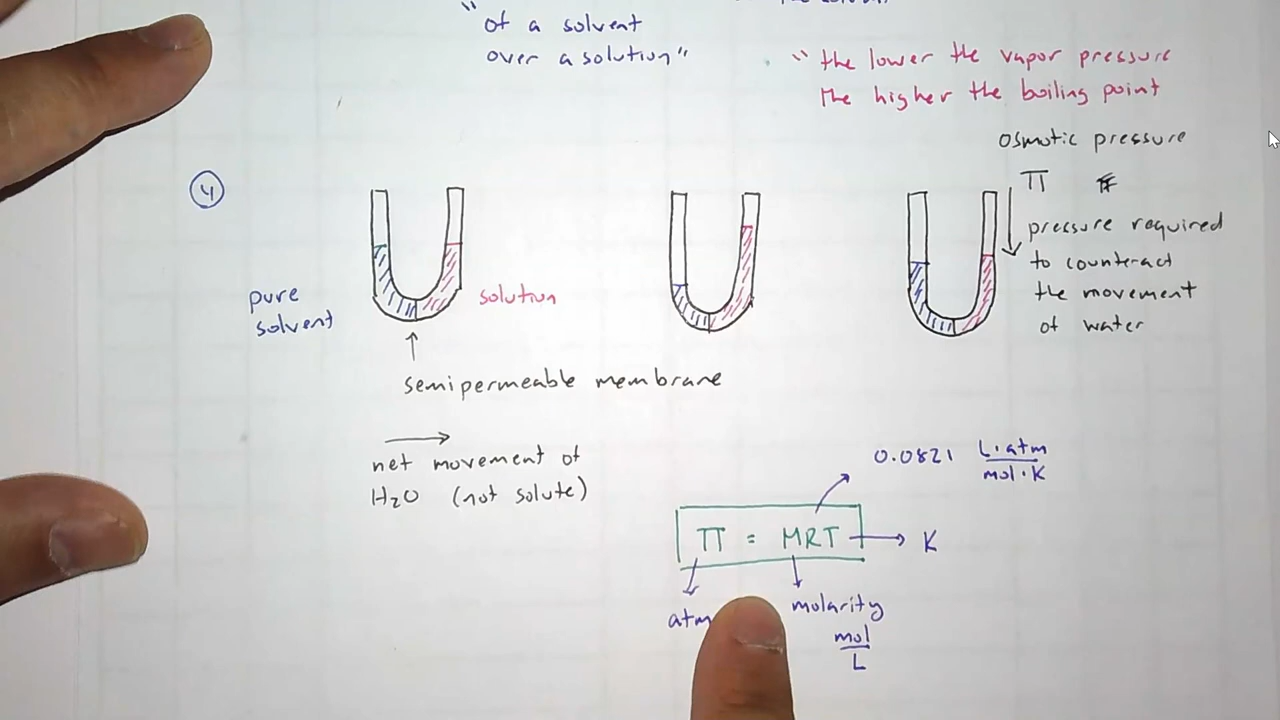 "of a solvent
over a solution"
"the lower the vapor pressure
the higher the boiling point
4
pure
solvent
solution
semipermeable membrane
net movement of
H₂O (not solute)
osmotic pressure
π
pressure required
to counteract
the movement
of water
0.0821 L·atm
mol·K
π = MRT
K
atm
molarity
mol
L